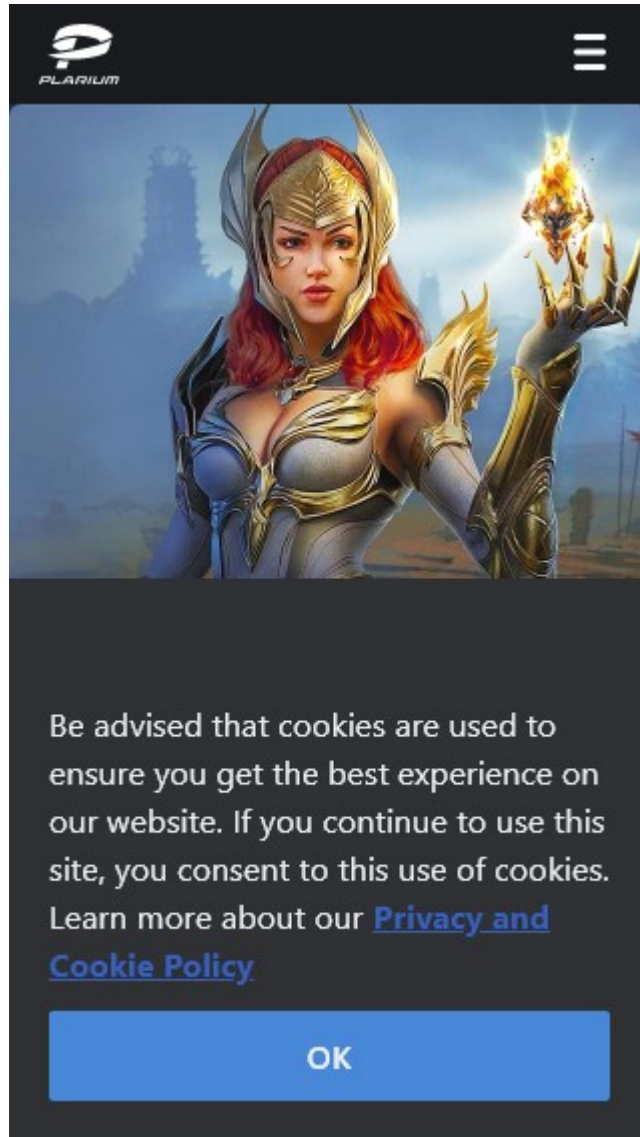 PLARIUM
Be advised that cookies are used to
ensure you get the best experience on
our website. If you continue to use this
site, you consent to this use of cookies.
Learn more about our Privacy and
Cookie Policy
OK